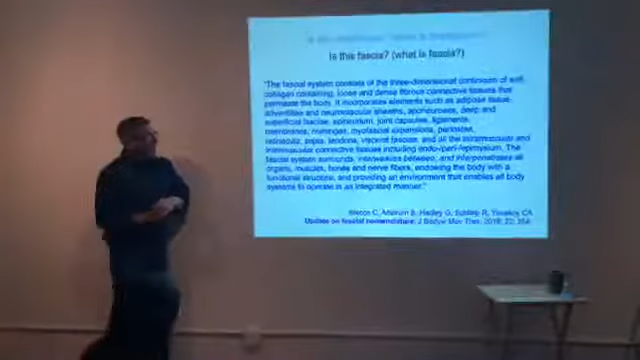 Is this fascia? (what is fascia?)
"The fascial system consists of the three-dimensional continuum of soft,
collagen containing, loose and dense fibrous connective tissues that
permeate the body. It incorporates elements such as adipose tissue,
adventitiae and neurovascular sheaths, aponeuroses, deep and
superficial fasciae, epineurium, joint capsules, ligaments,
membranes, meninges, myofascial expansions, periostea,
retinacula, septa, tendons, visceral fasciae, and all the intramuscular and
intermuscular connective tissues including endo-/peri-/epimysium. The
fascial system surrounds, interweaves between, and interpenetrates all
organs, muscles, bones and nerve fibers, endowing the body with a
functional structure, and providing an environment that enables all body
systems to operate in an integrated manner."
Stecco C, Adstrum S, Hedley G, Schleip R, Yucesoy CA
Update on fascial nomenclature. J Bodyw Mov Ther. 2018; 22: 354